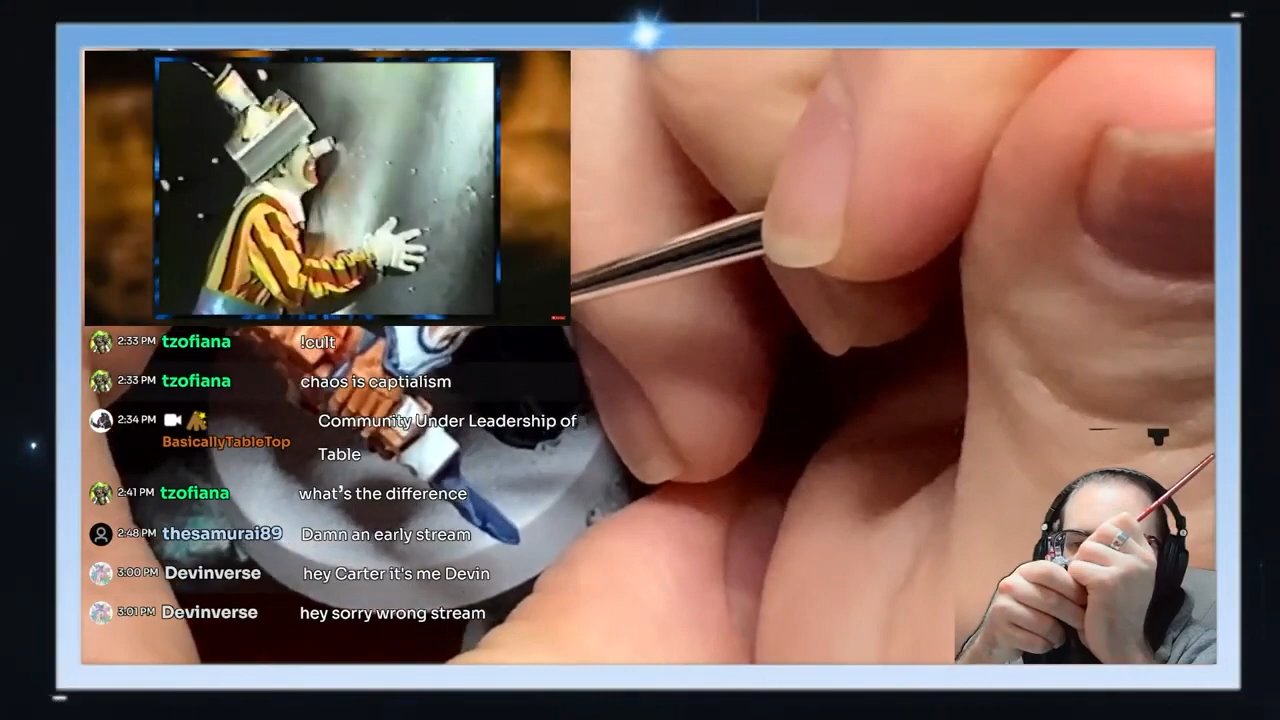 2:33 PM tzofiana !cult
2:33 PM tzofiana chaos is captialism
2:34 PM BasicallyTableTop Community Under Leadership of
Table
2:41 PM tzofiana what's the difference
2:48 PM thesamurai89 Damn an early stream
3:00 PM Devinverse hey Carter it's me Devin
3:01 PM Devinverse hey sorry wrong stream